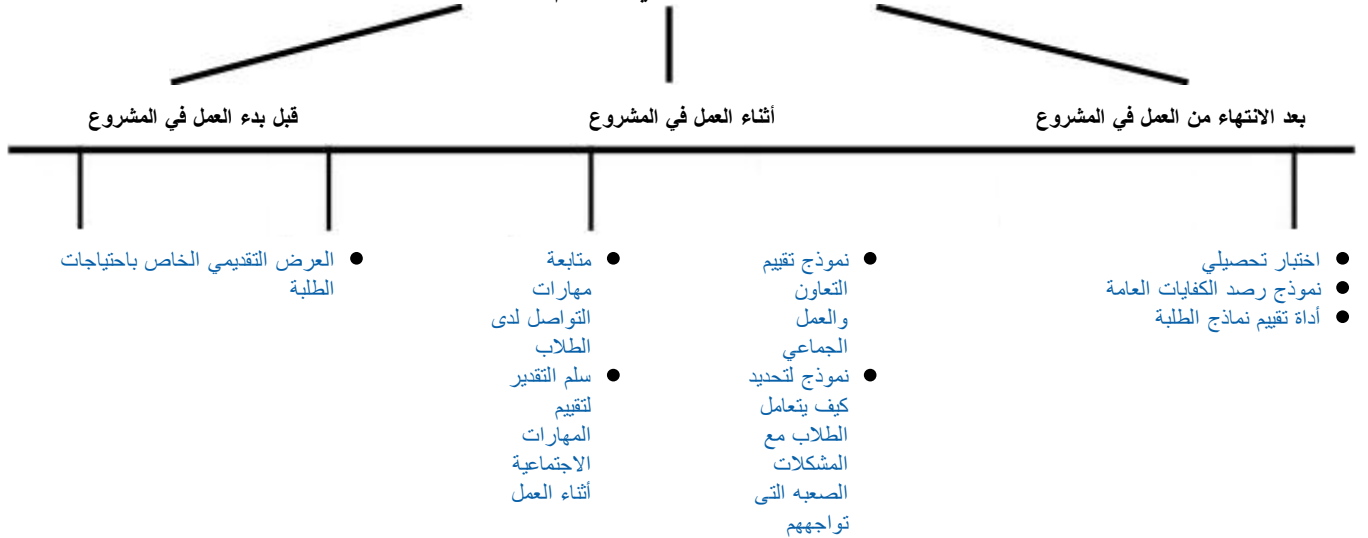 قبل بدء العمل في المشروع
أثناء العمل في المشروع
بعد الانتهاء من العمل في المشروع
العرض التقديمي الخاص باحتياجات
الطلبة
متابعة
مهارات
التواصل لدى
الطلاب
سلم التقدير
لتقييم
المهارات
الاجتماعية
أثناء العمل
نموذج تقييم
التعاون
والعمل
الجماعي
نموذج لتحديد
كيف يتعامل
الطلاب مع
المشكلات
الصعبه التى
تواجههم
اختبار تحصيلي
نموذج رصد الكفايات العامة
أداة تقييم نماذج الطلبة